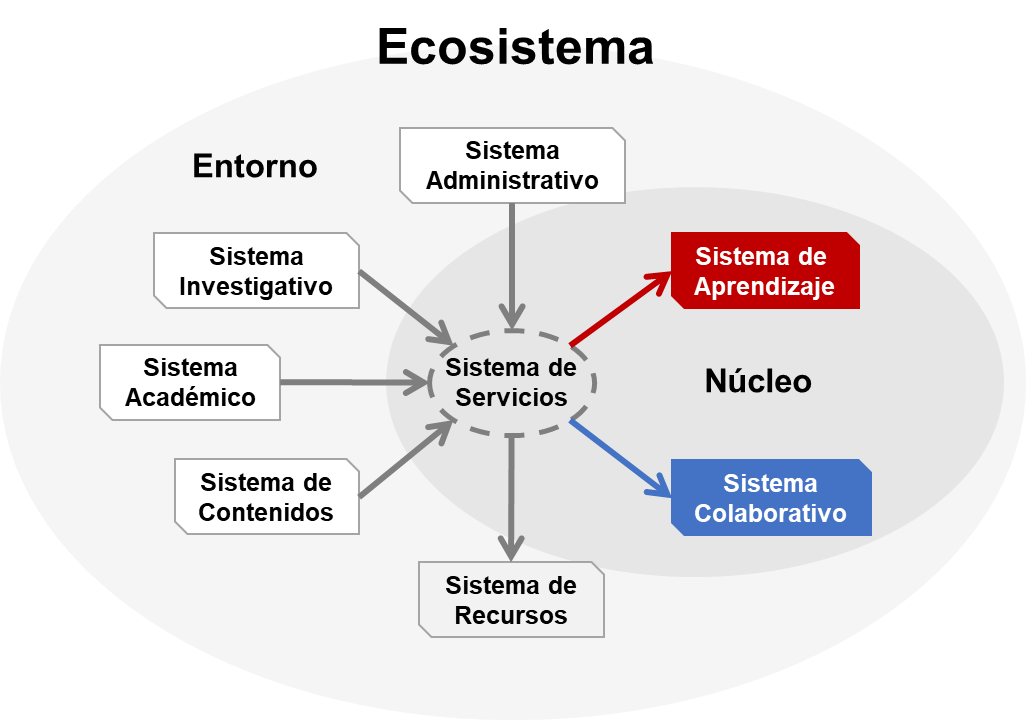 Ecosistema
Entorno
Sistema
Administrativo
Sistema
Investigativo
Sistema de
Aprendizaje
Sistema
Académico
Sistema de
Servicios
Núcleo
Sistema de
Contenidos
Sistema
Colaborativo
Sistema de
Recursos